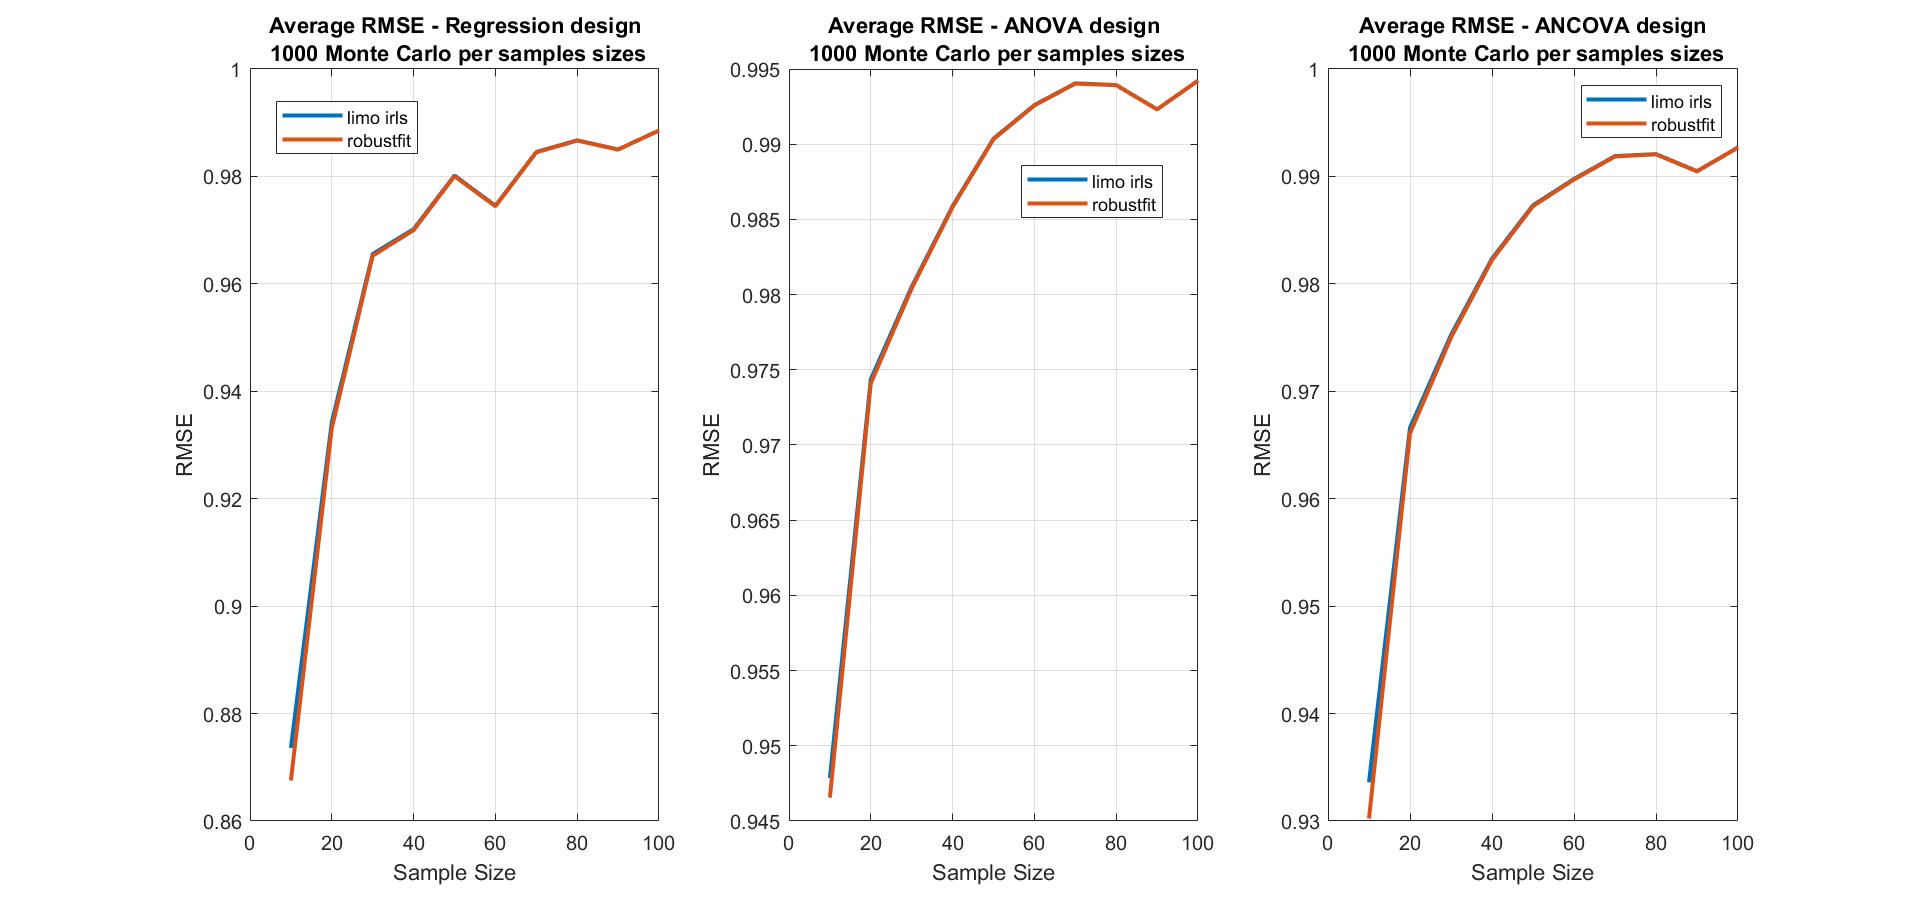 Average RMSE - Regression design
1000 Monte Carlo per samples sizes
1
0.98
0.96
0.94
0.92
0.9
0.88
0.86
RMSE
limo irls
robustfit
0
20
40
60
80
100
Sample Size
Average RMSE - ANOVA design
1000 Monte Carlo per samples sizes
0.995
0.99
0.985
0.98
0.975
0.97
0.965
0.96
0.955
0.95
0.945
RMSE
limo irls
robustfit
0
20
40
60
80
100
Sample Size
Average RMSE - ANCOVA design
1000 Monte Carlo per samples sizes
1
0.99
0.98
0.97
0.96
0.95
0.94
0.93
RMSE
limo irls
robustfit
0
20
40
60
80
100
Sample Size